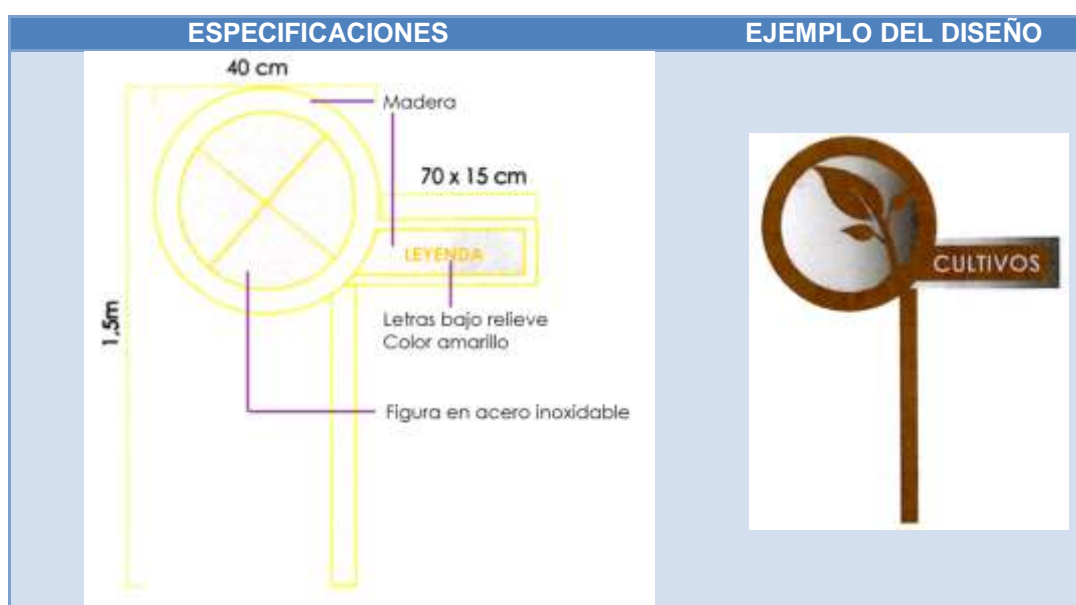 ESPECIFICACIONES
EJEMPLO DEL DISEÑO
40 cm
Madera
70 x 15 cm
LEYENDA
CULTIVOS
1,5m
Letras bajo relieve
Color amarillo
Figura en acero inoxidable